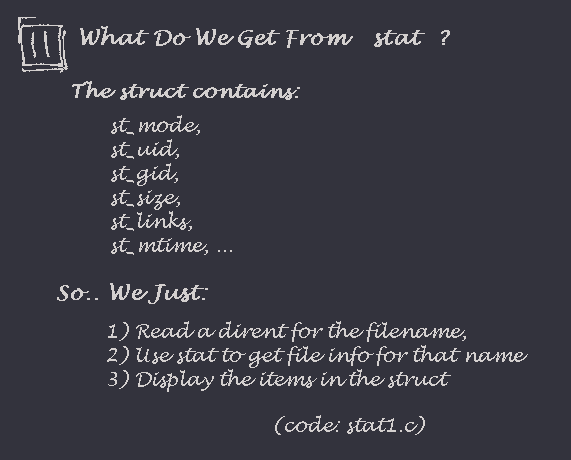 11 What Do We Get From stat ?
The struct contains:
st_mode,
st_uid,
st_gid,
st_size,
st_links,
st_mtime, ...
So.. We Just:
1) Read a dirent for the filename,
2) Use stat to get file info for that name
3) Display the items in the struct
(code: stat1.c)